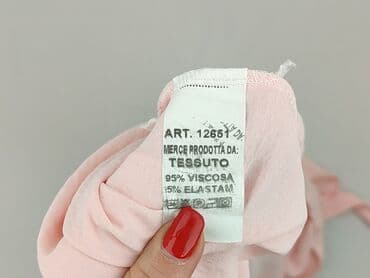 ART. 12651
MERCE PRODOTTA DA:
TESSUTO
95% VISCOSA
5% ELASTAM